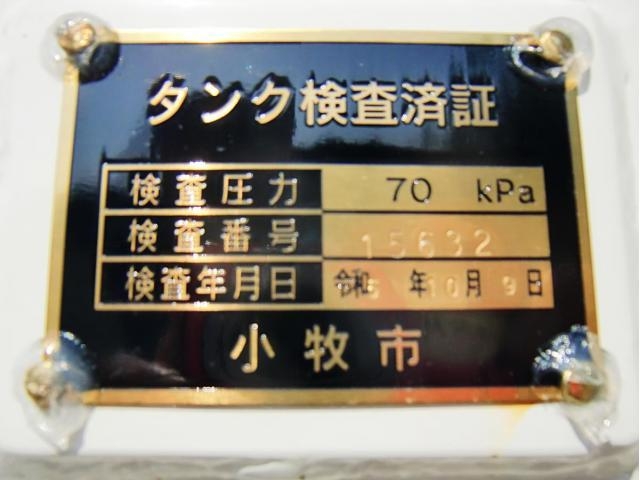 タンク検査済証
検査圧力 70 kPa
検査番号 15632
検査年月日 令和 年 10月 9日
小牧市